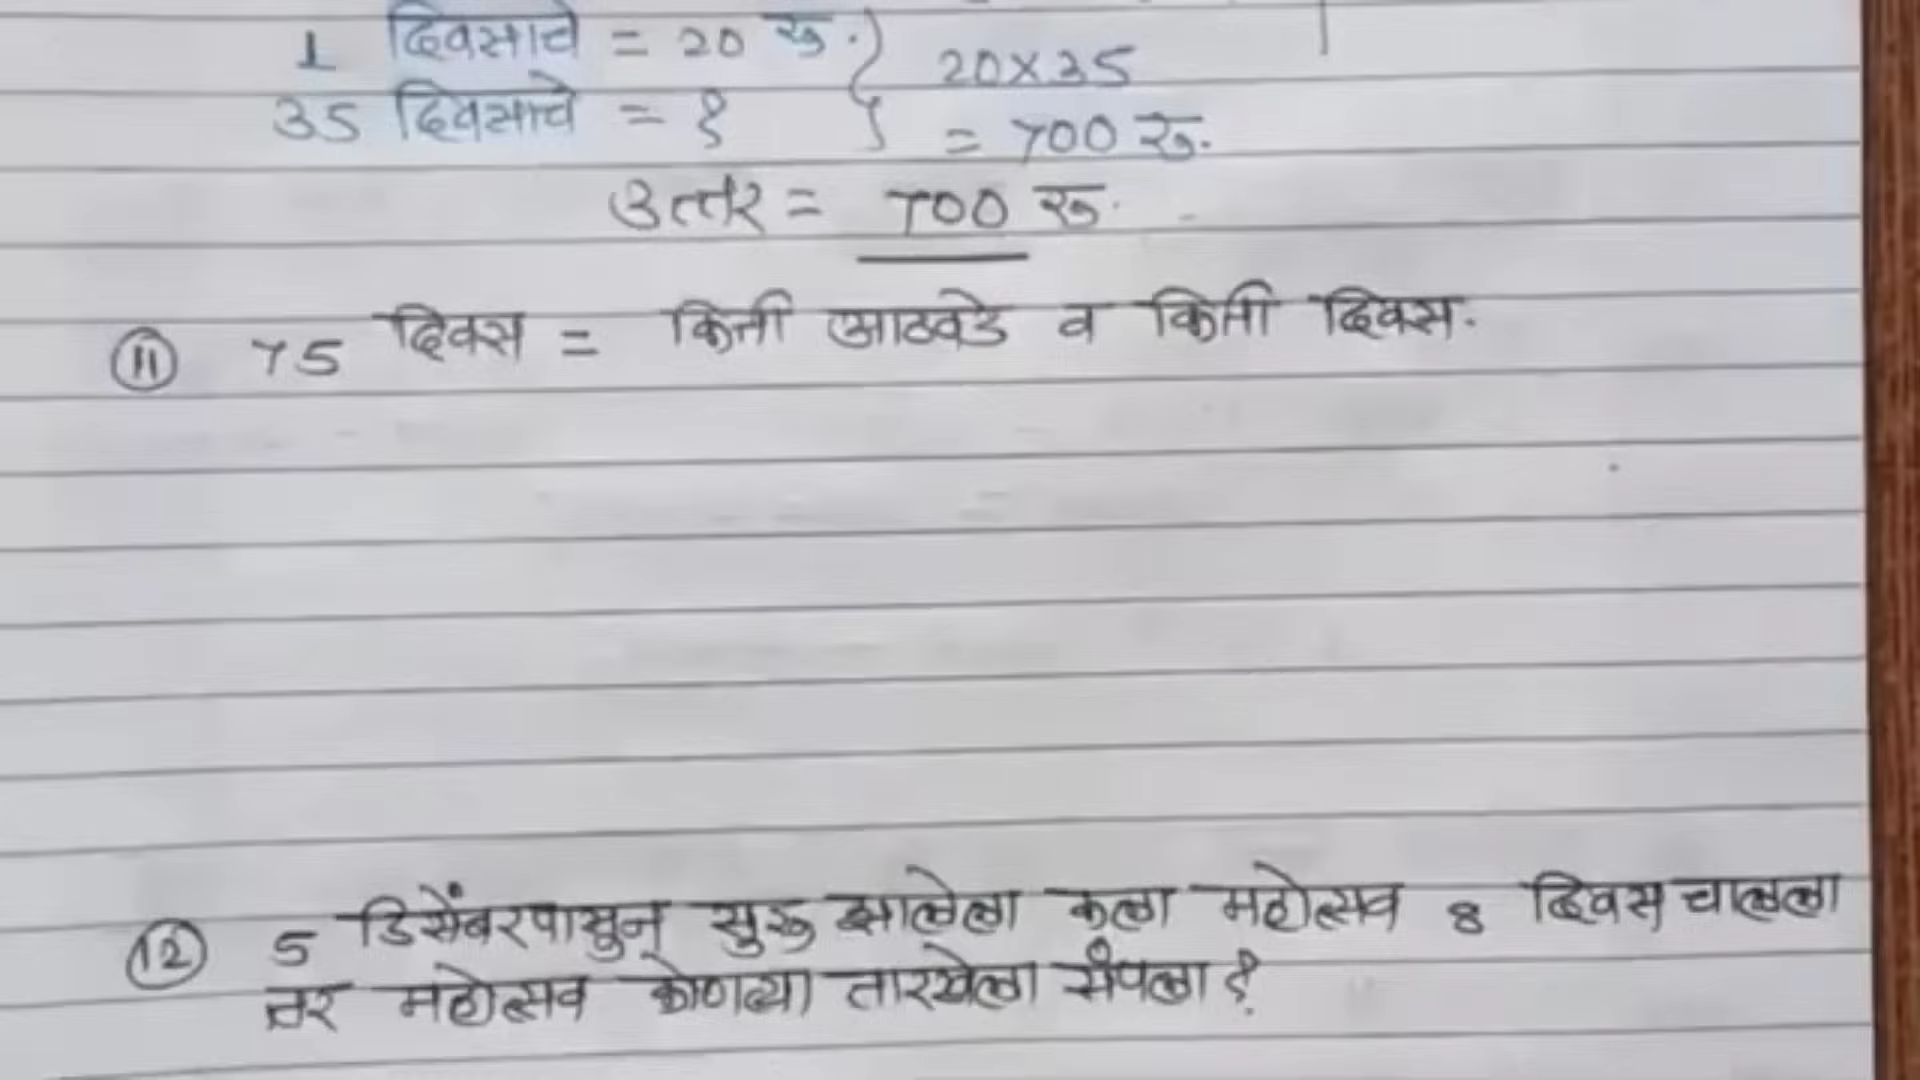 1 दिवसाचे = 20 रु. } 20×35
35 दिवसाचे = ? } = 700 रु.
उत्तर = 700 रु.
(11) 75 दिवस = किती आठवडे व किती दिवस.
(12) 5 डिसेंबरपासुन सुरु झालेला कला महोत्सव 8 दिवस चालला
तर महोत्सव कोणत्या तारखेला संपला ?